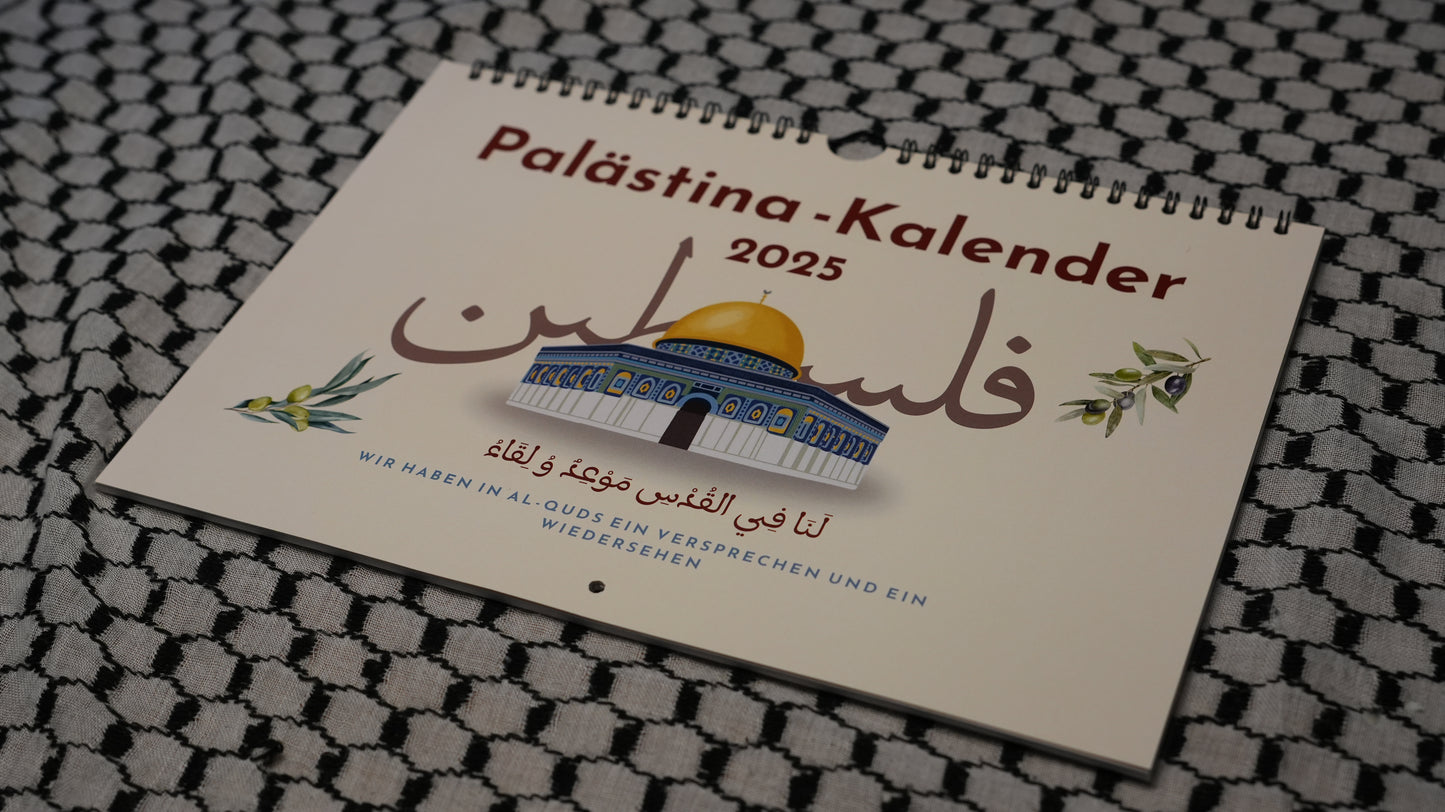 Palästina-Kalender
2025
فلسطين
لَنَا فِي القُدْسِ مَوْعِدٌ وُ لِقَاءُ
WIR HABEN IN AL-QUDS EIN VERSPRECHEN UND EIN
WIEDERSEHEN